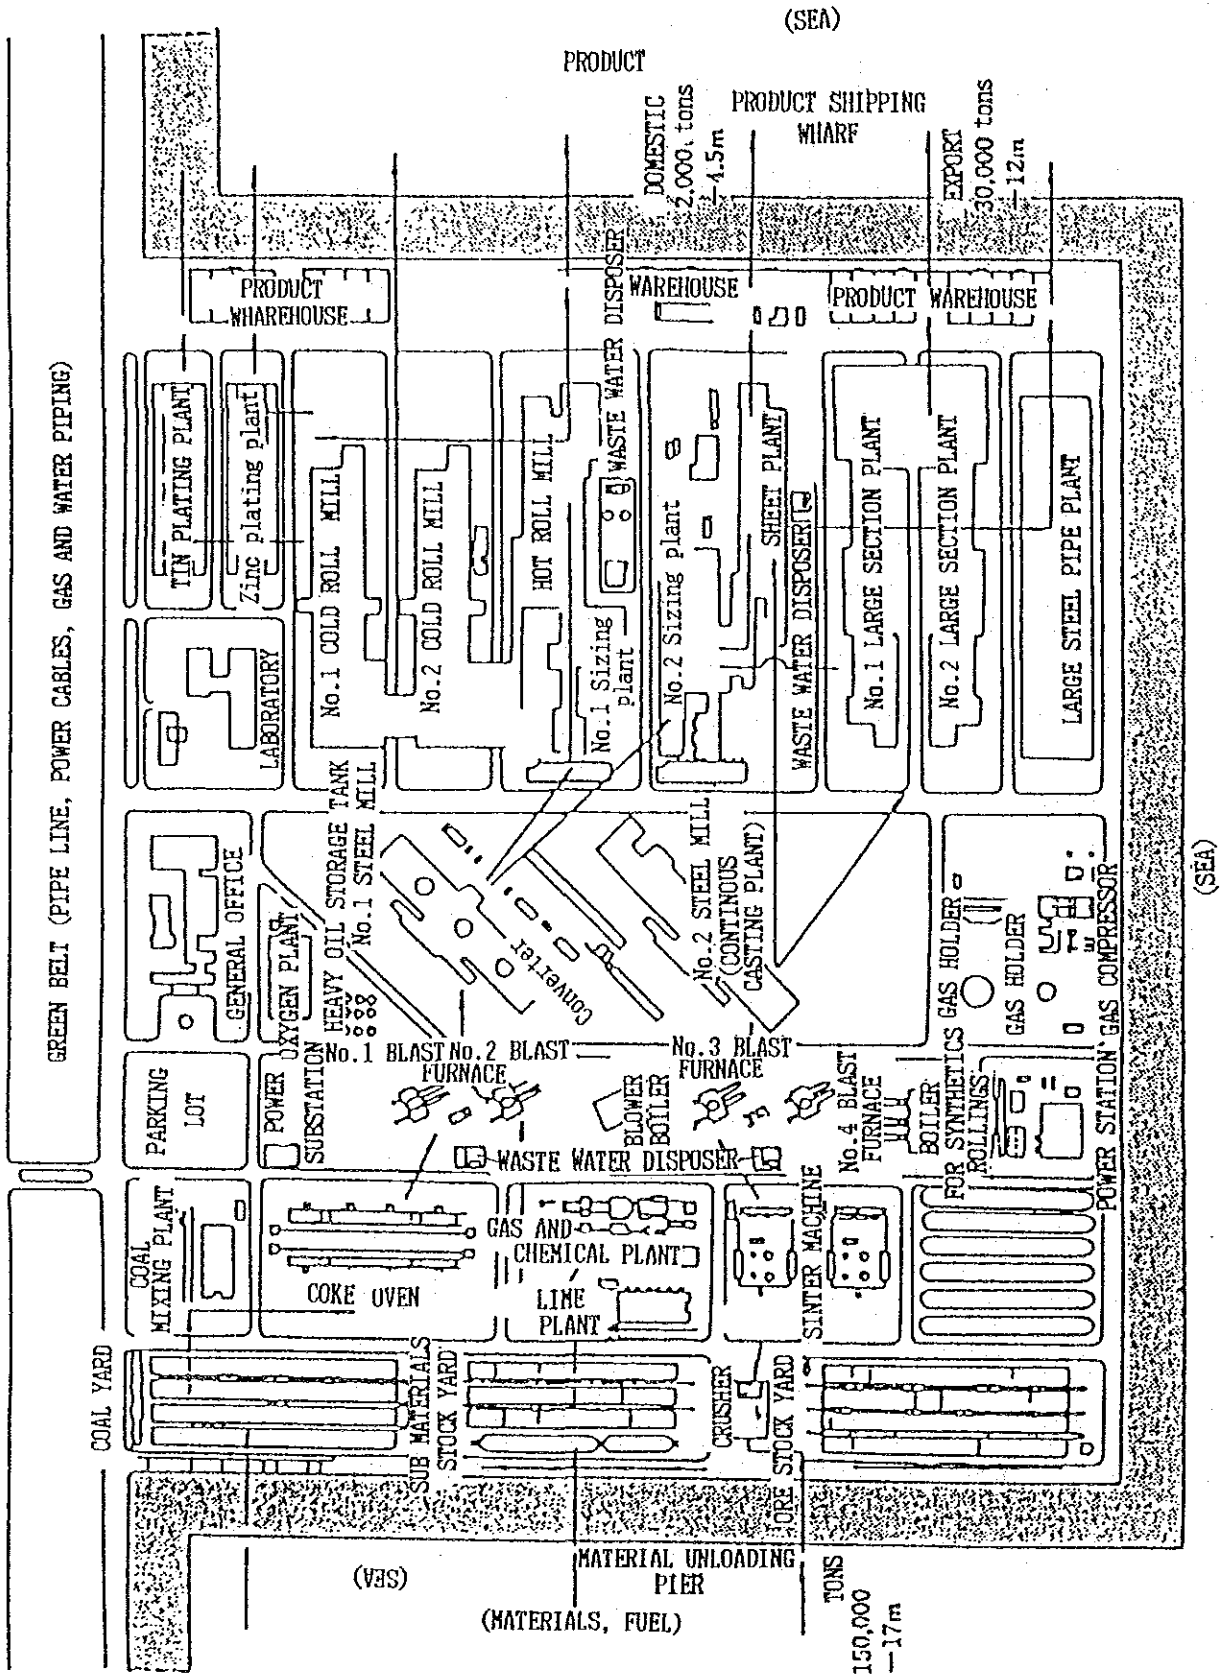 (SEA)
PRODUCT
PRODUCT SHIPPING
WHARF
DOMESTIC
2,000, tons
-4.5m
EXPORT
30,000 tons
-12m
GREEN BELT (PIPE LINE, POWER CABLES, GAS AND WATER PIPING)
PRODUCT
WHAREHOUSE
WAREHOUSE
PRODUCT WAREHOUSE
WASTE WATER DISPOSER
TIN PLATING PLANT
Zinc plating plant
No.1 COLD ROLL MILL
No.2 COLD ROLL MILL
HOT ROLL MILL
No.1 Sizing
plant
No.2 Sizing plant
SHEET PLANT
WASTE WATER DISPOSER
No.1 LARGE SECTION PLANT
No.2 LARGE SECTION PLANT
LARGE STEEL PIPE PLANT
LABORATORY
GENERAL OFFICE
OXYGEN PLANT
HEAVY OIL STORAGE TANK
No.1 STEEL MILL
Converter
No.2 STEEL MILL
(CONTINOUS
CASTING PLANT)
GAS HOLDER
GAS HOLDER
GAS COMPRESSOR
(SEA)
PARKING
LOT
POWER
SUBSTATION
No.1 BLAST No.2 BLAST
FURNACE
BLOWER
BOILER
No.3 BLAST
FURNACE
No.4 BLAST
FURNACE
BOILER
FOR SYNTHETICS
ROLLINGS
POWER STATION
WASTE WATER DISPOSER
COAL
MIXING PLANT
COKE OVEN
GAS AND
CHEMICAL PLANT
LIME
PLANT
SINTER MACHINE
COAL YARD
SUB MATERIALS
STOCK YARD
CRUSHER
ORE STOCK YARD
(SEA)
MATERIAL UNLOADING
PIER
(MATERIALS, FUEL)
TONS
150,000
-17m